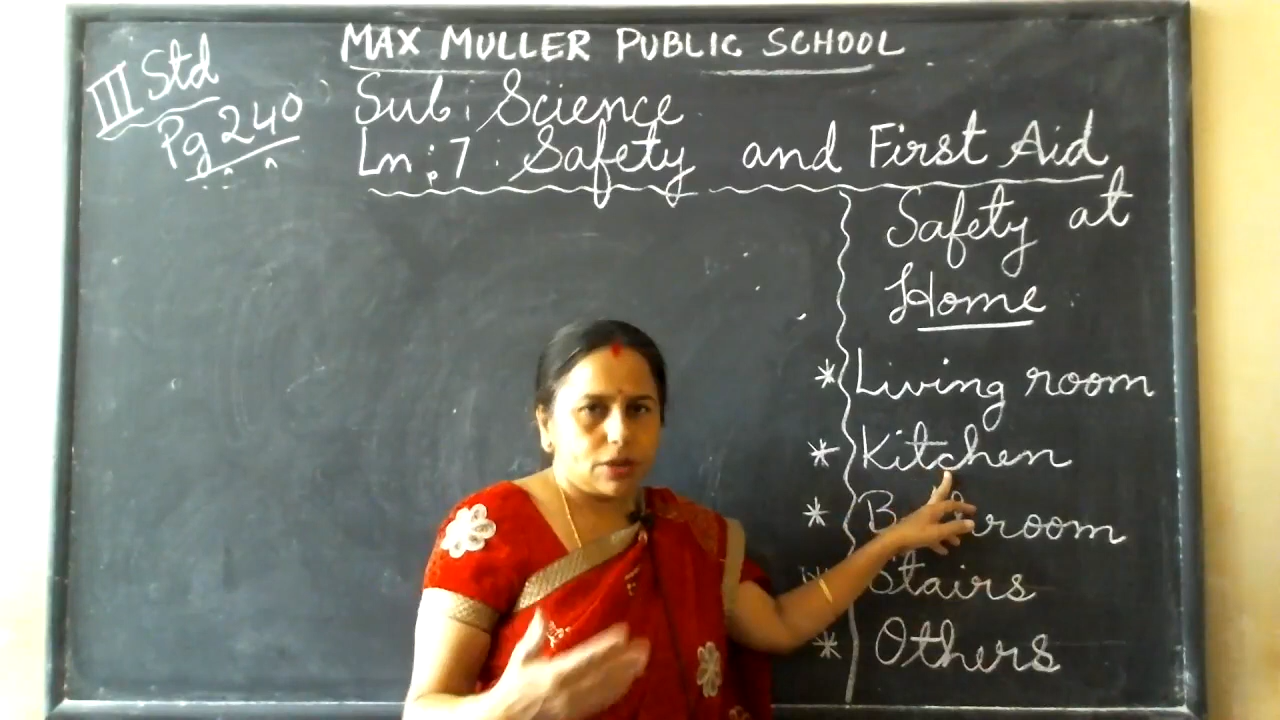 MAX MULLER PUBLIC SCHOOL
III Std
Pg 240
Sub: Science
Ln: 7: Safety and First Aid
Safety at
Home
* Living room
* Kitchen
* room
* Stairs
* Others